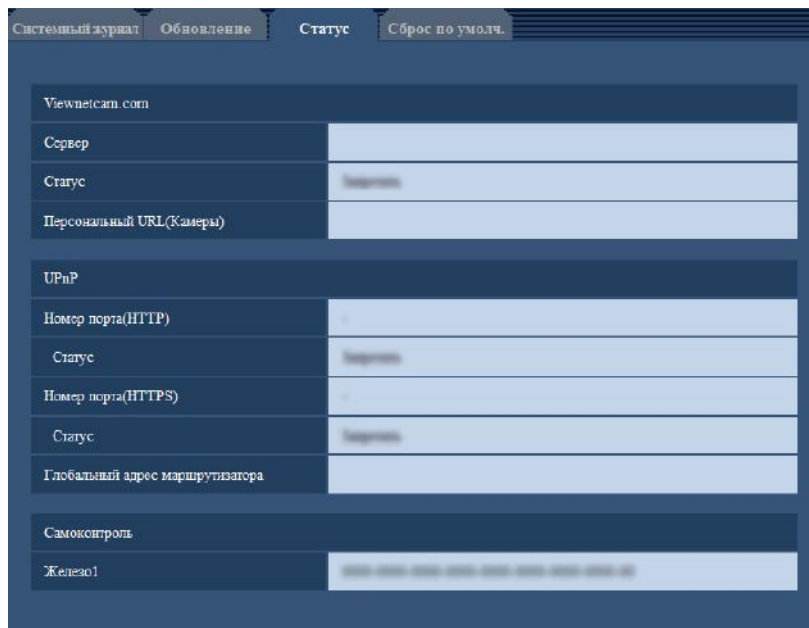 Системный журнал
Обновление
Статус
Сброс по умолч.
Viewnetcam.com
Сервер
Статус
Персональный URL(Камеры)
UPnP
Номер порта(HTTP)
Статус
Номер порта(HTTPS)
Статус
Глобальный адрес маршрутизатора
Самоконтроль
Железо1